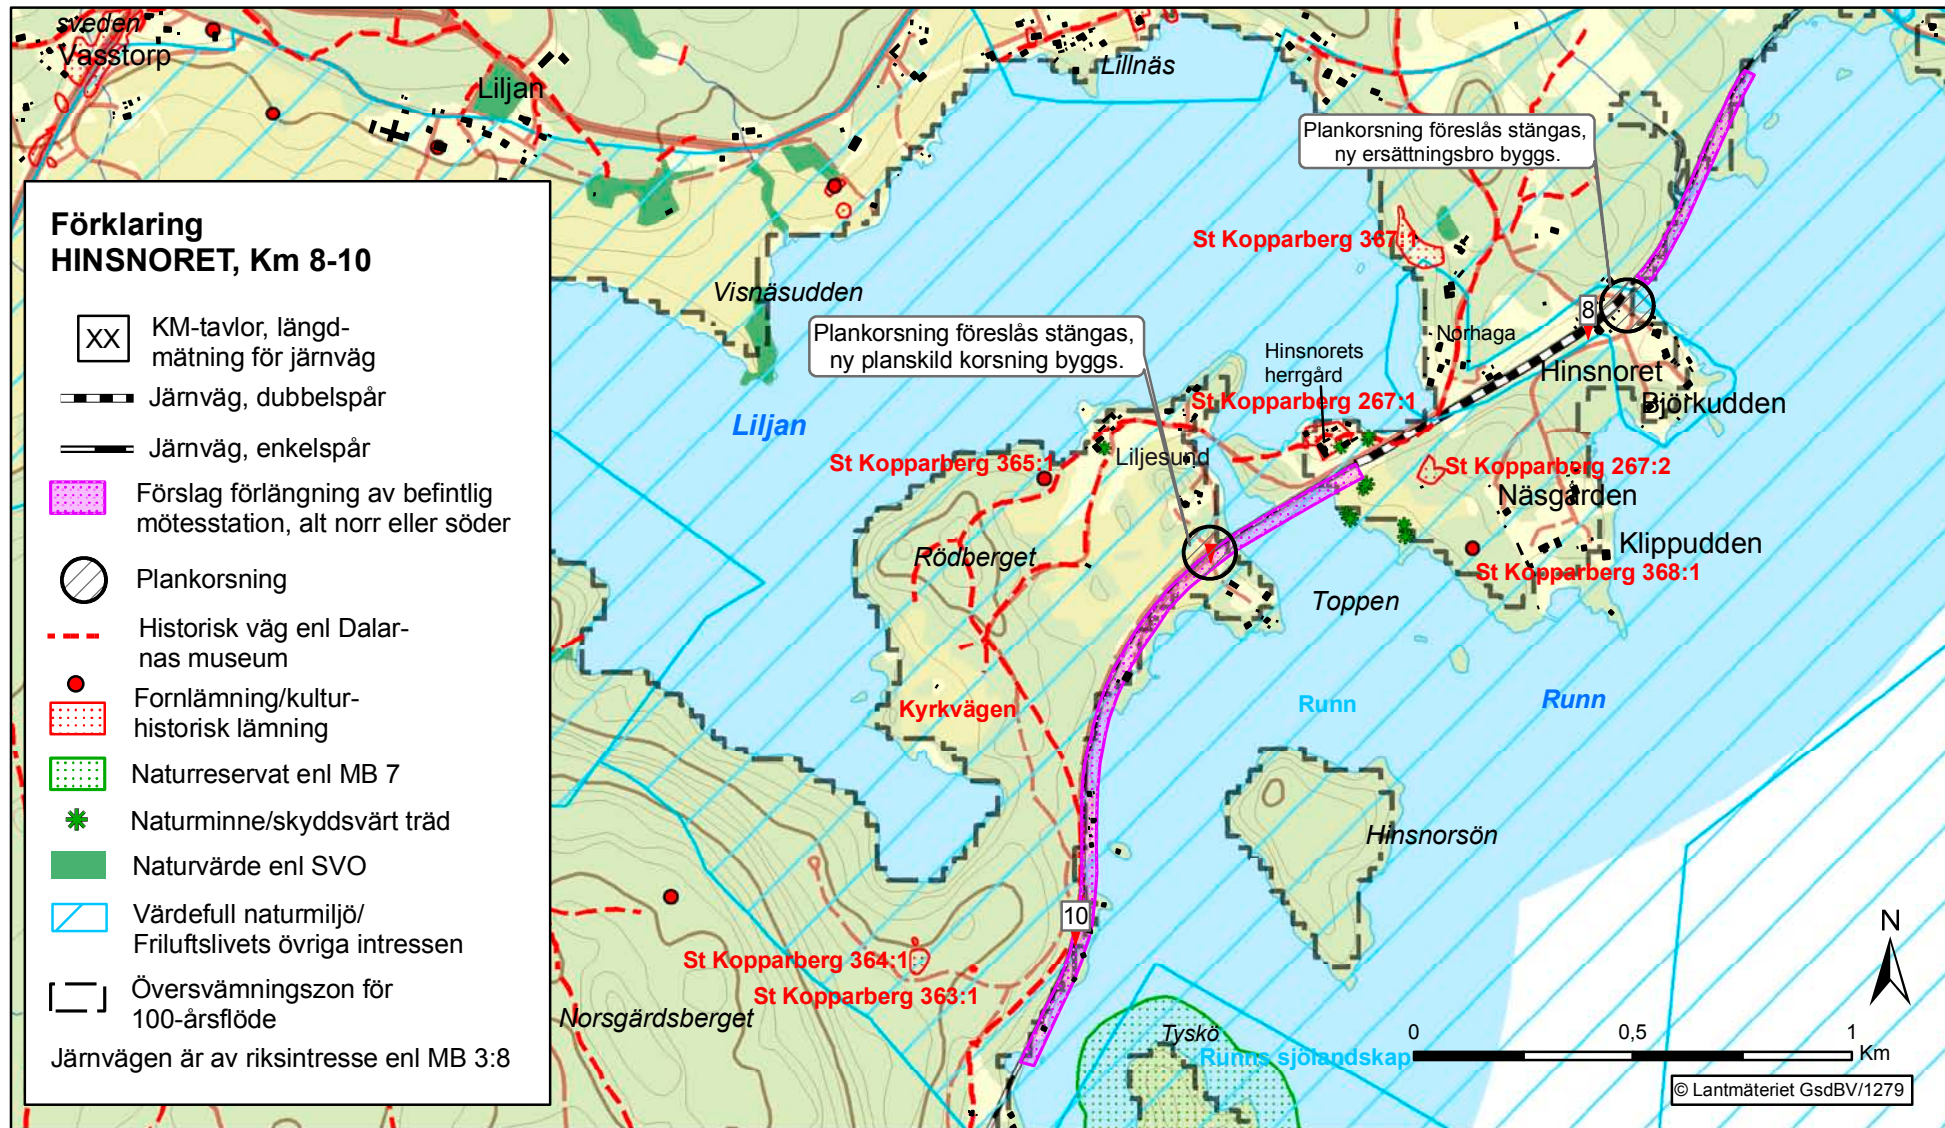 sveden
Vasstorp
Liljan
Lillnäs
Plankorsning föreslås stängas,
ny ersättningsbro byggs.
Förklaring
HINSNORET, Km 8-10
XX
KM-tavlor, längd-
mätning för järnväg
Järnväg, dubbelspår
Järnväg, enkelspår
Förslag förlängning av befintlig
mötesstation, alt norr eller söder
Plankorsning
Historisk väg enl Dalar-
nas museum
Fornlämning/kultur-
historisk lämning
Naturreservat enl MB 7
Naturminne/skyddsvärt träd
Naturvärde enl SVO
Värdefull naturmiljö/
Friluftslivets övriga intressen
Översvämningszon för
100-årsflöde
Järnvägen är av riksintresse enl MB 3:8
St Kopparberg 367:1
Visnäsudden
Plankorsning föreslås stängas,
ny planskild korsning byggs.
8
Norhaga
Hinsnorets
herrgård
Hinsnoret
Björkudden
St Kopparberg 267:1
Liljan
Liljesund
St Kopparberg 365:1
St Kopparberg 267:2
Näsgården
Klippudden
Rödberget
St Kopparberg 368:1
Toppen
Kyrkvägen
Runn
Runn
Hinsnorsön
10
St Kopparberg 364:1
St Kopparberg 363:1
Norsgärdsberget
Tyskö
Runns sjölandskap
N
0
0,5
1
Km
© Lantmäteriet GsdBV/1279